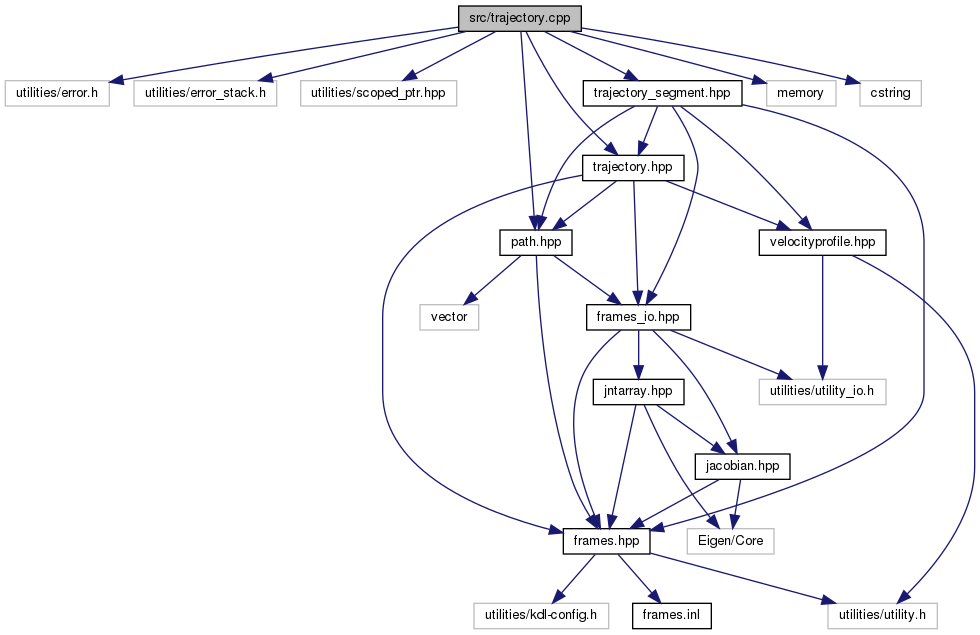 src/trajectory.cpp
utilities/error.h
utilities/error_stack.h
utilities/scoped_ptr.hpp
trajectory_segment.hpp
memory
cstring
trajectory.hpp
path.hpp
velocityprofile.hpp
vector
frames_io.hpp
jntarray.hpp
utilities/utility_io.h
jacobian.hpp
frames.hpp
Eigen/Core
utilities/kdl-config.h
frames.inl
utilities/utility.h